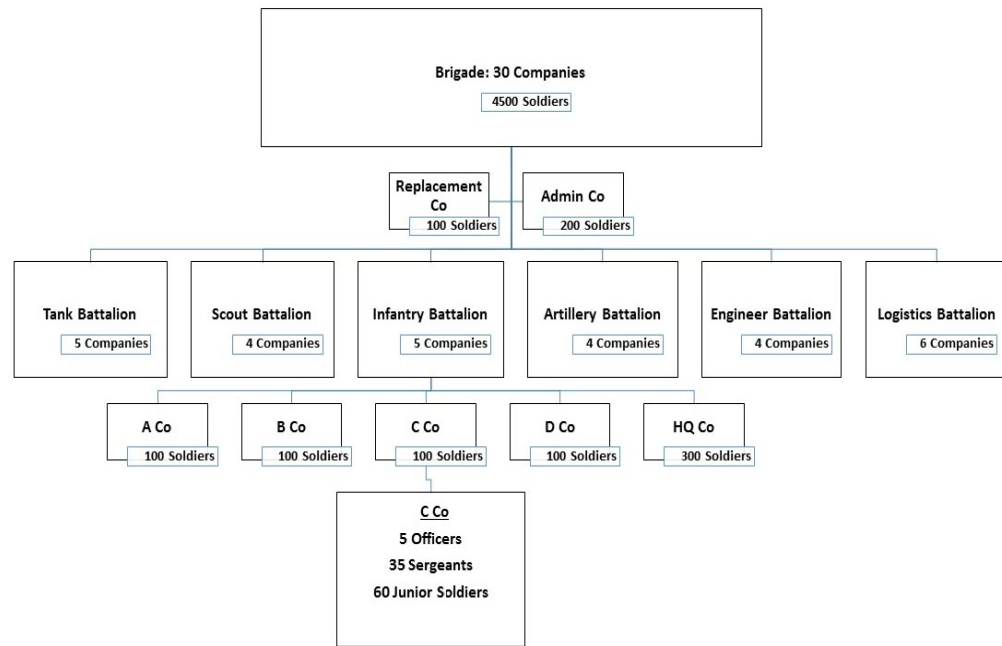 Brigade: 30 Companies
4500 Soldiers
Replacement
Co
100 Soldiers
Admin Co
200 Soldiers
Tank Battalion
5 Companies
Scout Battalion
4 Companies
Infantry Battalion
5 Companies
Artillery Battalion
4 Companies
Engineer Battalion
4 Companies
Logistics Battalion
6 Companies
A Co
100 Soldiers
B Co
100 Soldiers
C Co
100 Soldiers
D Co
100 Soldiers
HQ Co
300 Soldiers
C Co
5 Officers
35 Sergeants
60 Junior Soldiers